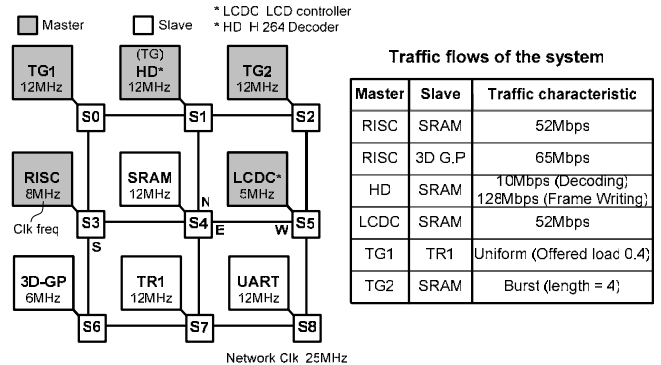 Master
Slave
* LCDC LCD controller
* HD H 264 Decoder
TG1
12MHz
(TG)
HD*
12MHz
TG2
12MHz
S0
S1
S2
RISC
8MHz
SRAM
12MHz
LCDC*
5MHz
N
Clk freq
S3
S4
E
W
S5
S
3D-GP
6MHz
TR1
12MHz
UART
12MHz
S6
S7
S8
Network Clk 25MHz
Traffic flows of the system
Master Slave Traffic characteristic
RISC SRAM 52Mbps
RISC 3D G.P 65Mbps
HD SRAM 10Mbps (Decoding)
128Mbps (Frame Writing)
LCDC SRAM 52Mbps
TG1 TR1 Uniform (Offered load 0.4)
TG2 SRAM Burst (length = 4)